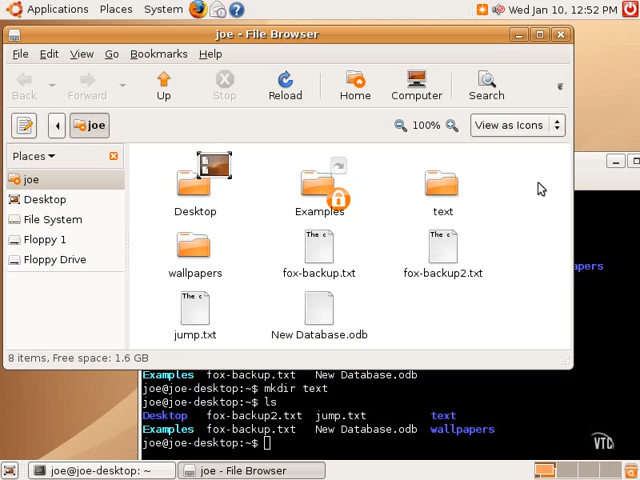 Applications Places System Wed Jan 10, 12:52 PM
joe - File Browser
File Edit View Go Bookmarks Help
Back Forward Up Stop Reload Home Computer Search
joe 100% View as Icons
Places
joe
Desktop
File System
Floppy 1
Floppy Drive
Desktop Examples text
wallpapers fox-backup.txt fox-backup2.txt
The c
jump.txt New Database.odb
The c
8 items, Free space: 1.6 GB
apers
Examples fox-backup.txt New Database.odb
joe@joe-desktop:~$ mkdir text
joe@joe-desktop:~$ ls
Desktop fox-backup2.txt jump.txt text
Examples fox-backup.txt New Database.odb wallpapers
joe@joe-desktop:~$
VTC
joe@joe-desktop: ~ joe - File Browser